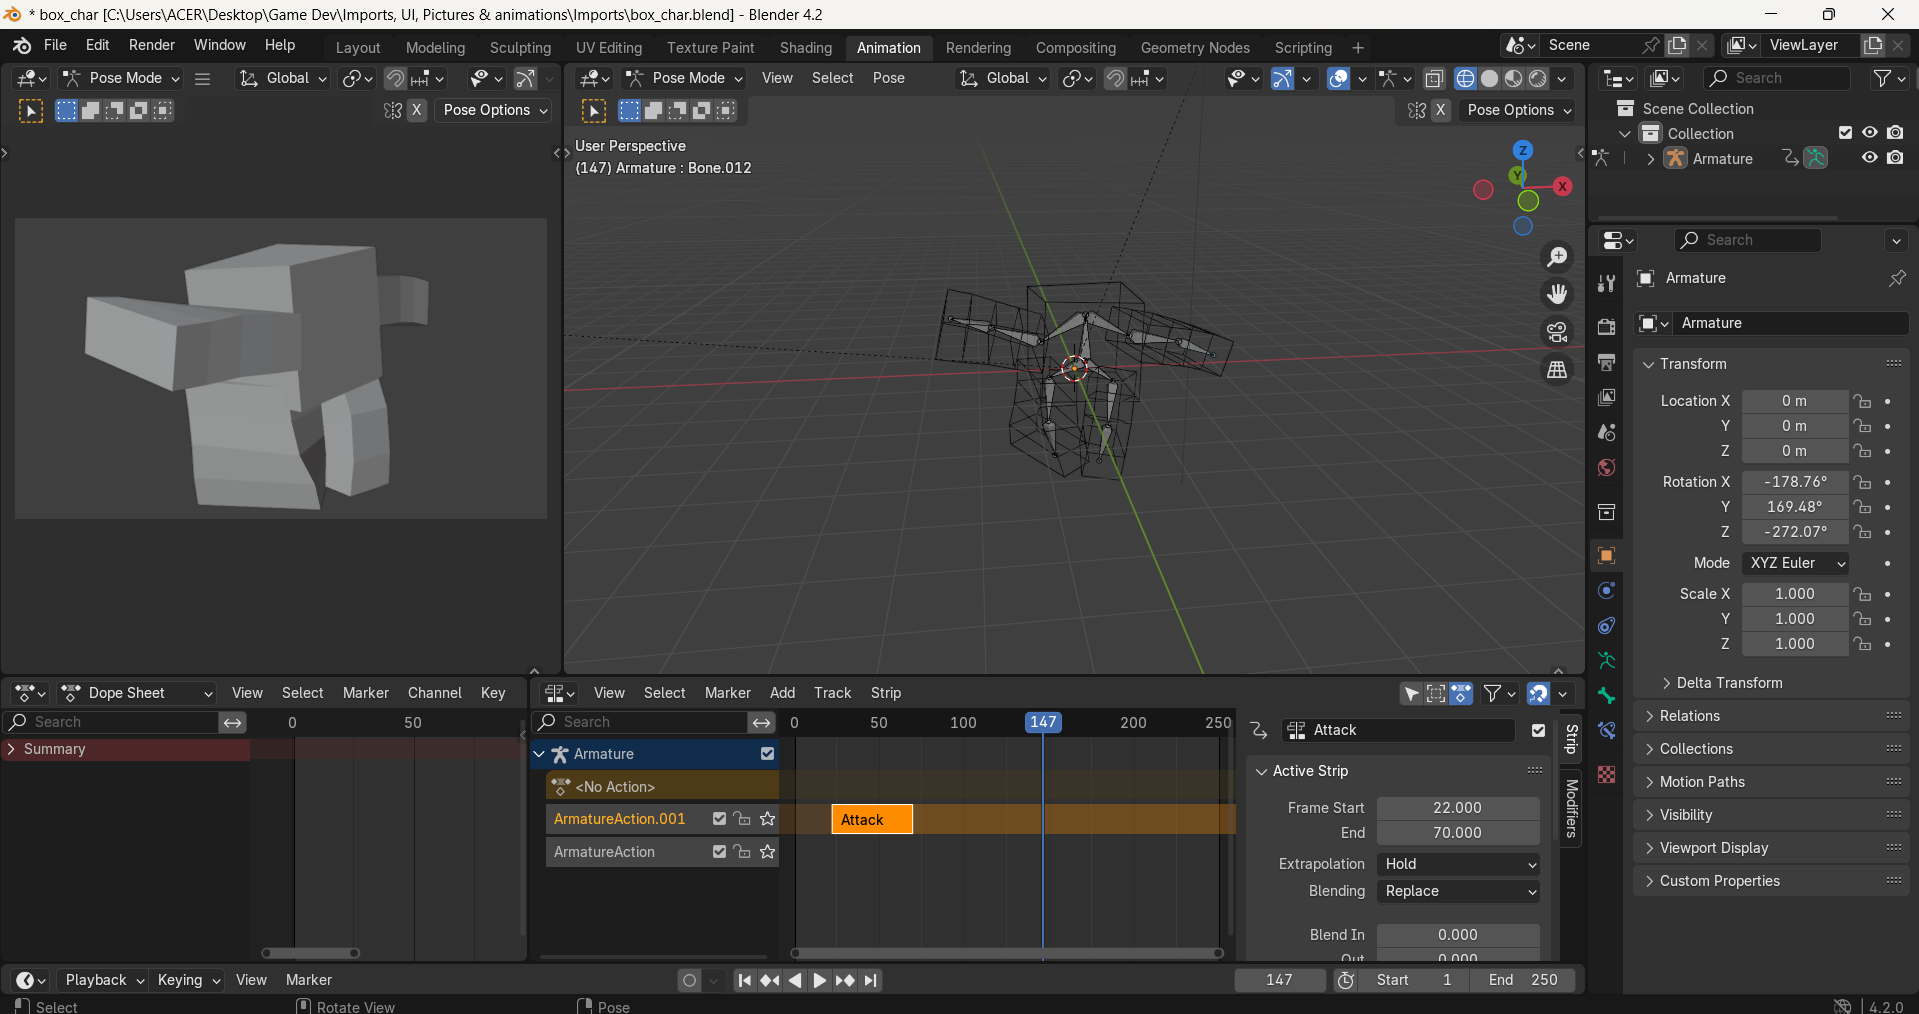 * box_char [C:\Users\ACER\Desktop\Game Dev\Imports, UI, Pictures & animations\Imports\box_char.blend] - Blender 4.2
File Edit Render Window Help
Layout Modeling Sculpting UV Editing Texture Paint Shading Animation Rendering Compositing Geometry Nodes Scripting +
Scene
ViewLayer
Pose Mode
Global
Pose Mode View Select Pose
Global
Search
X Pose Options
X Pose Options
Scene Collection
Collection
Armature
User Perspective
(147) Armature : Bone.012
Z
Y
X
Search
Armature
Armature
Transform
Location X 0 m
Y 0 m
Z 0 m
Rotation X -178.76°
Y 169.48°
Z -272.07°
Mode XYZ Euler
Scale X 1.000
Y 1.000
Z 1.000
Delta Transform
Relations
Collections
Motion Paths
Visibility
Viewport Display
Custom Properties
Dope Sheet View Select Marker Channel Key
Search
0 50
Summary
View Select Marker Add Track Strip
Search
0 50 100 147 200 250
Armature
<No Action>
ArmatureAction.001
Attack
ArmatureAction
Attack
Strip
Modifiers
Active Strip
Frame Start 22.000
End 70.000
Extrapolation Hold
Blending Replace
Blend In 0.000
Out 0.000
Playback Keying View Marker
147
Start 1
End 250
Select
Rotate View
Pose
4.2.0